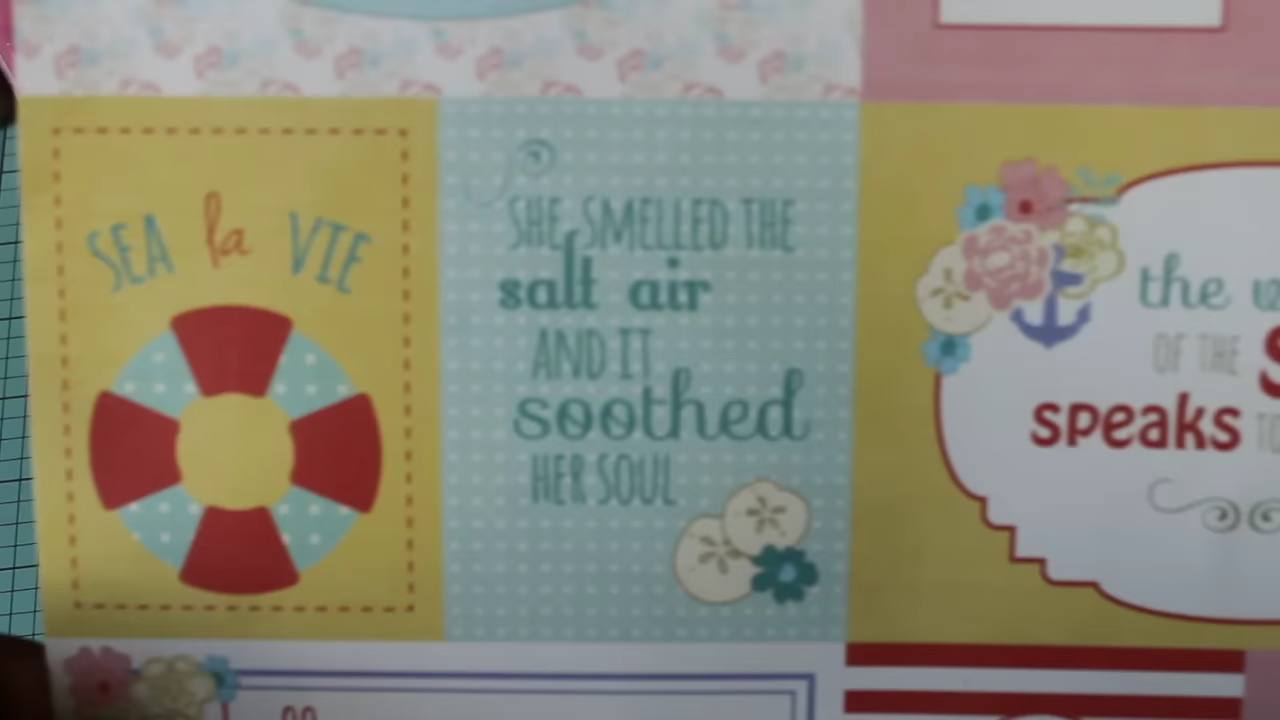 SEA la VIE
SHE SMELLED THE
salt air
AND IT
soothed
HER SOUL
the
OF THE
speaks